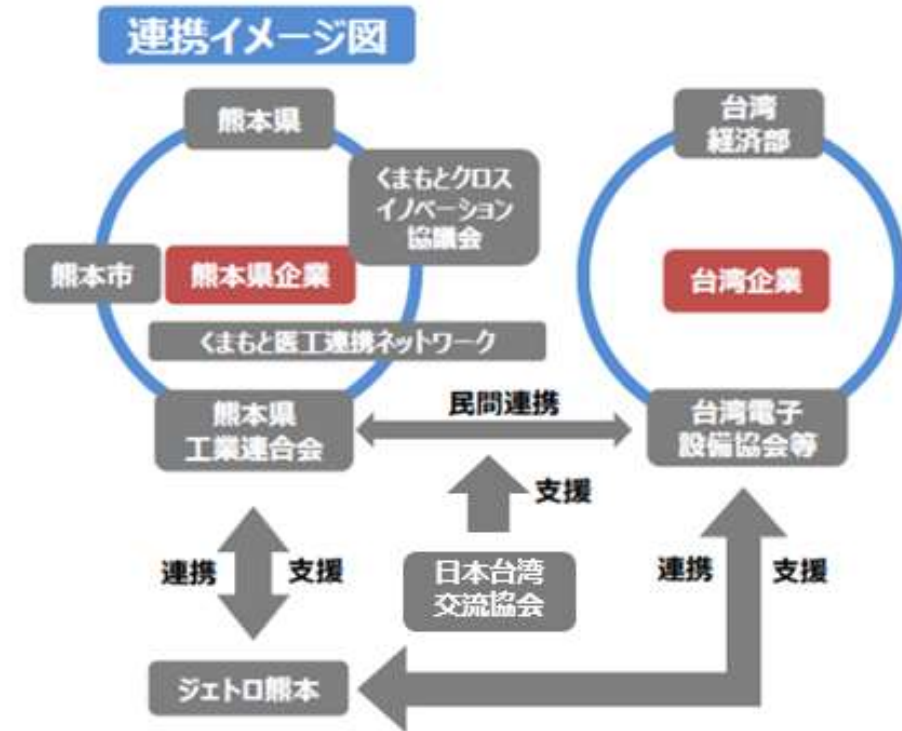 連携イメージ図
熊本県
くまもとクロス
イノベーション
協議会
熊本市
熊本県企業
くまもと医工連携ネットワーク
熊本県
工業連合会
台湾
経済部
台湾企業
台湾電子
設備協会等
民間連携
支援
日本台湾
交流協会
連携
支援
連携
支援
ジェトロ熊本